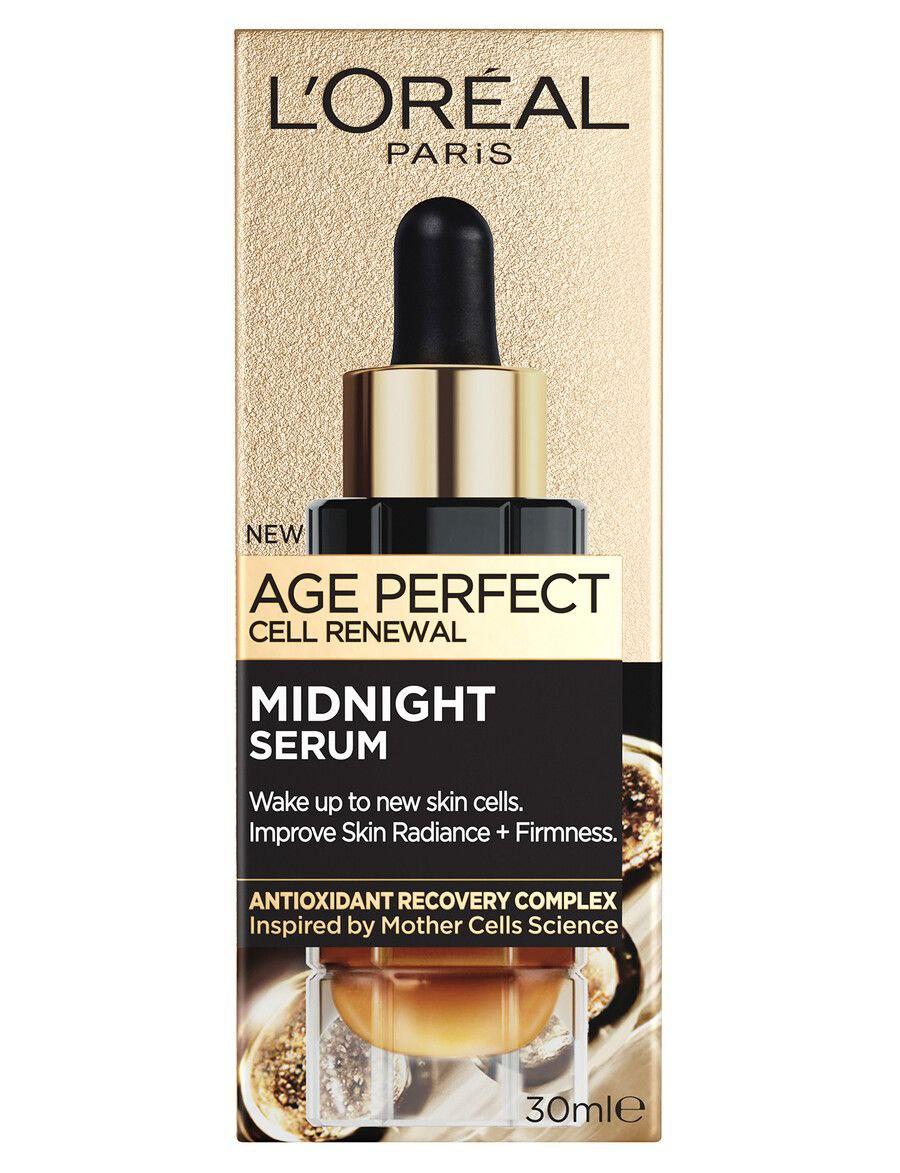 L'ORÉAL
PARiS
NEW
AGE PERFECT
CELL RENEWAL
MIDNIGHT
SERUM
Wake up to new skin cells.
Improve Skin Radiance + Firmness.
ANTIOXIDANT RECOVERY COMPLEX
Inspired by Mother Cells Science
30ml℮